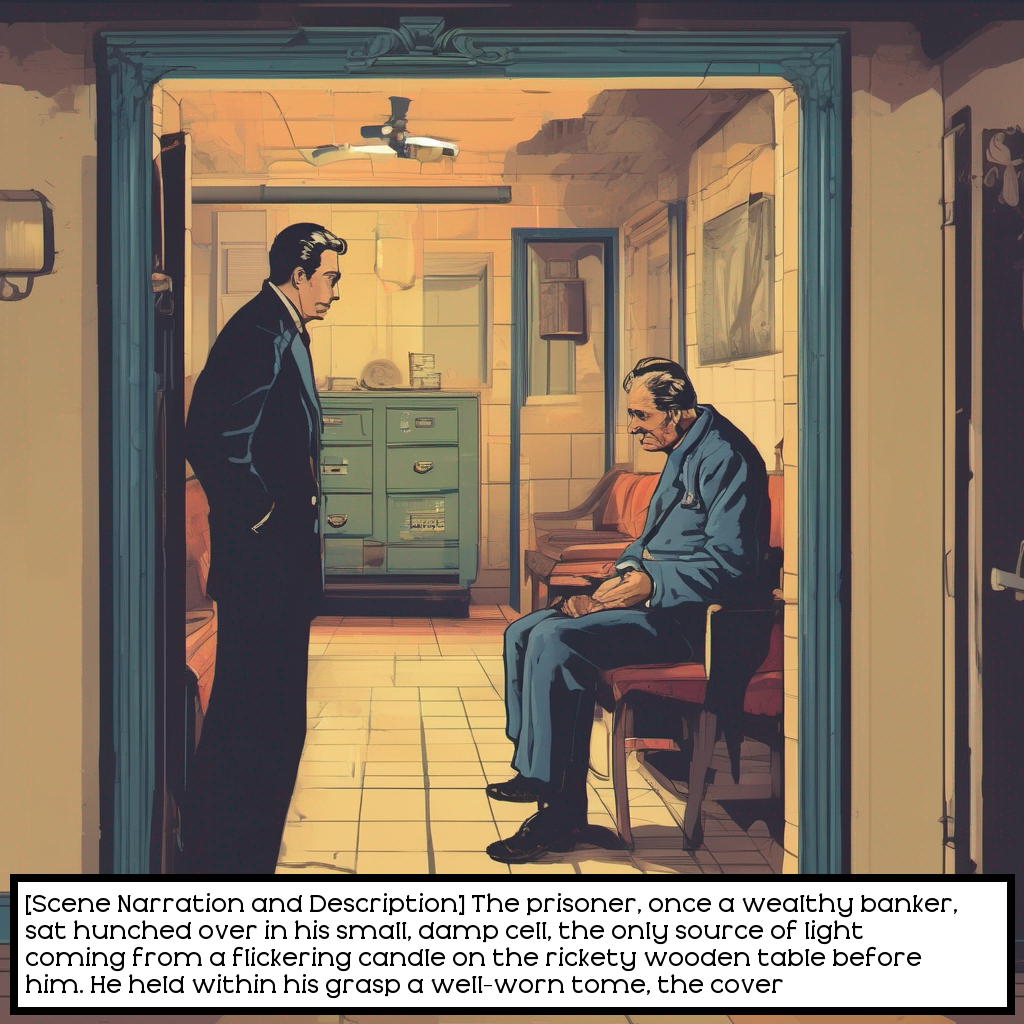 [Scene Narration and Description] The prisoner, once a wealthy banker,
sat hunched over in his small, damp cell, the only source of light
coming from a flickering candle on the rickety wooden table before
him. He held within his grasp a well-worn tome, the cover